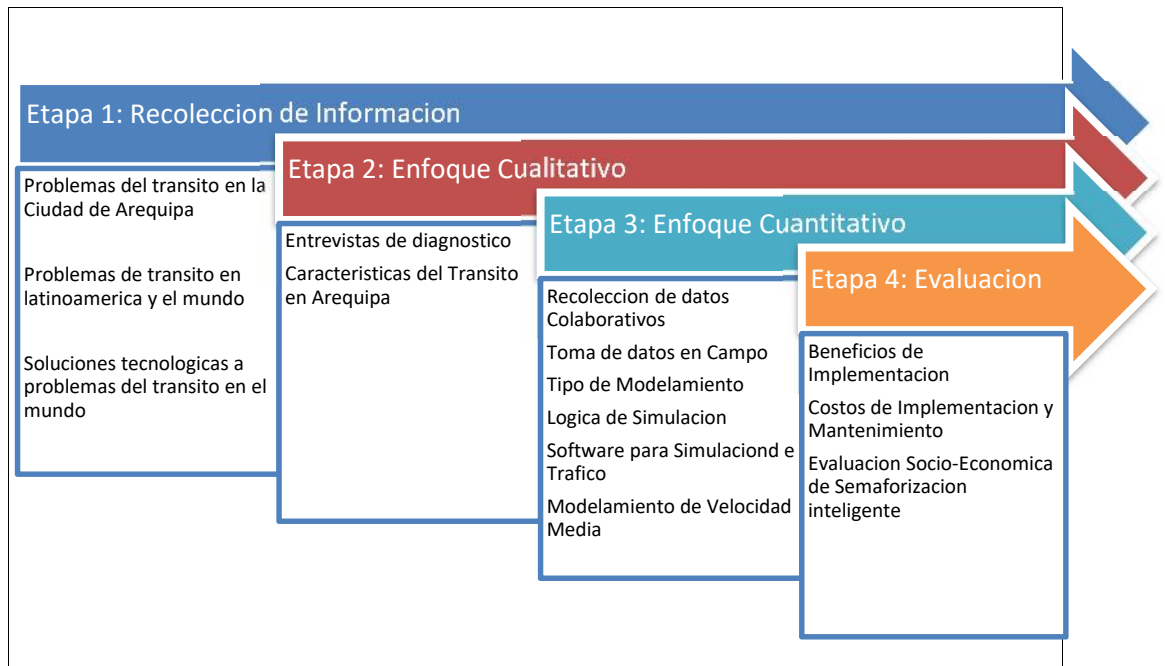 Etapa 1: Recoleccion de Informacion
Problemas del transito en la
Ciudad de Arequipa
Problemas de transito en
latinoamerica y el mundo
Soluciones tecnologicas a
problemas del transito en el
mundo
Etapa 2: Enfoque Cualitativo
Entrevistas de diagnostico
Caracteristicas del Transito
en Arequipa
Etapa 3: Enfoque Cuantitativo
Recoleccion de datos
Colaborativos
Toma de datos en Campo
Tipo de Modelamiento
Logica de Simulacion
Software para Simulaciond e
Trafico
Modelamiento de Velocidad
Media
Etapa 4: Evaluacion
Beneficios de
Implementacion
Costos de Implementacion y
Mantenimiento
Evaluacion Socio-Economica
de Semaforizacion
inteligente